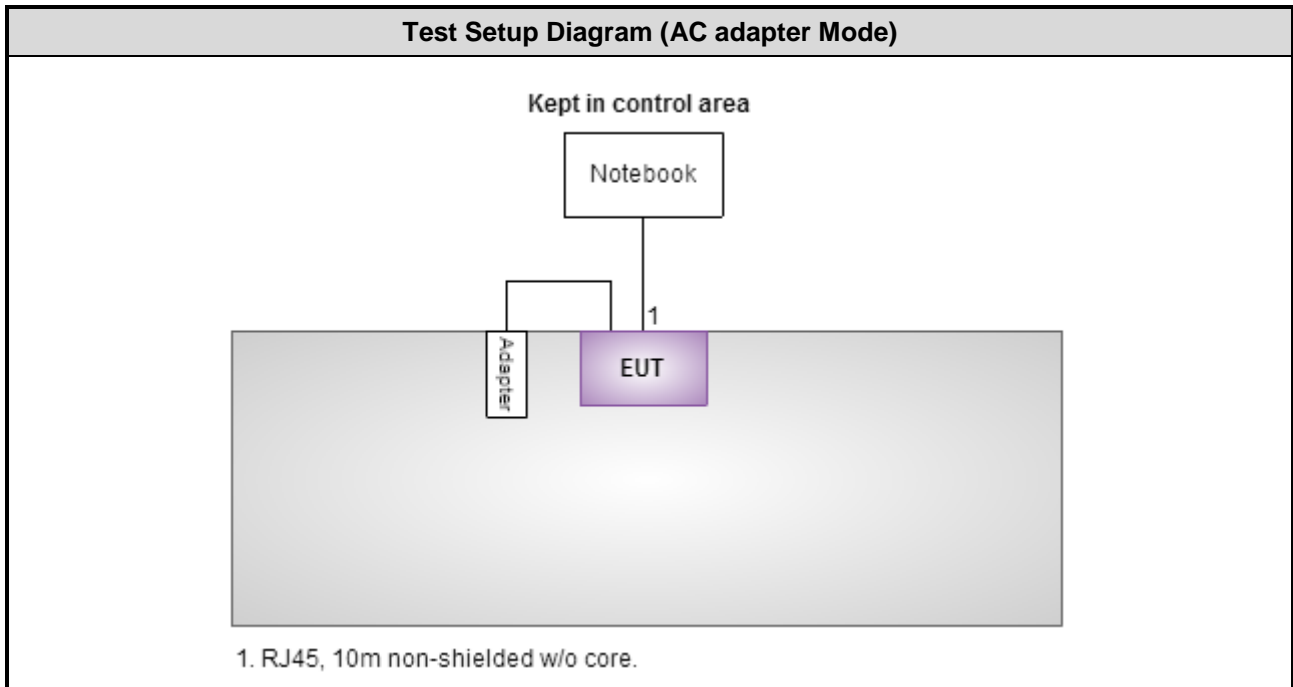 Test Setup Diagram (AC adapter Mode)
Kept in control area
Notebook
1
Adapter
EUT
1. RJ45, 10m non-shielded w/o core.